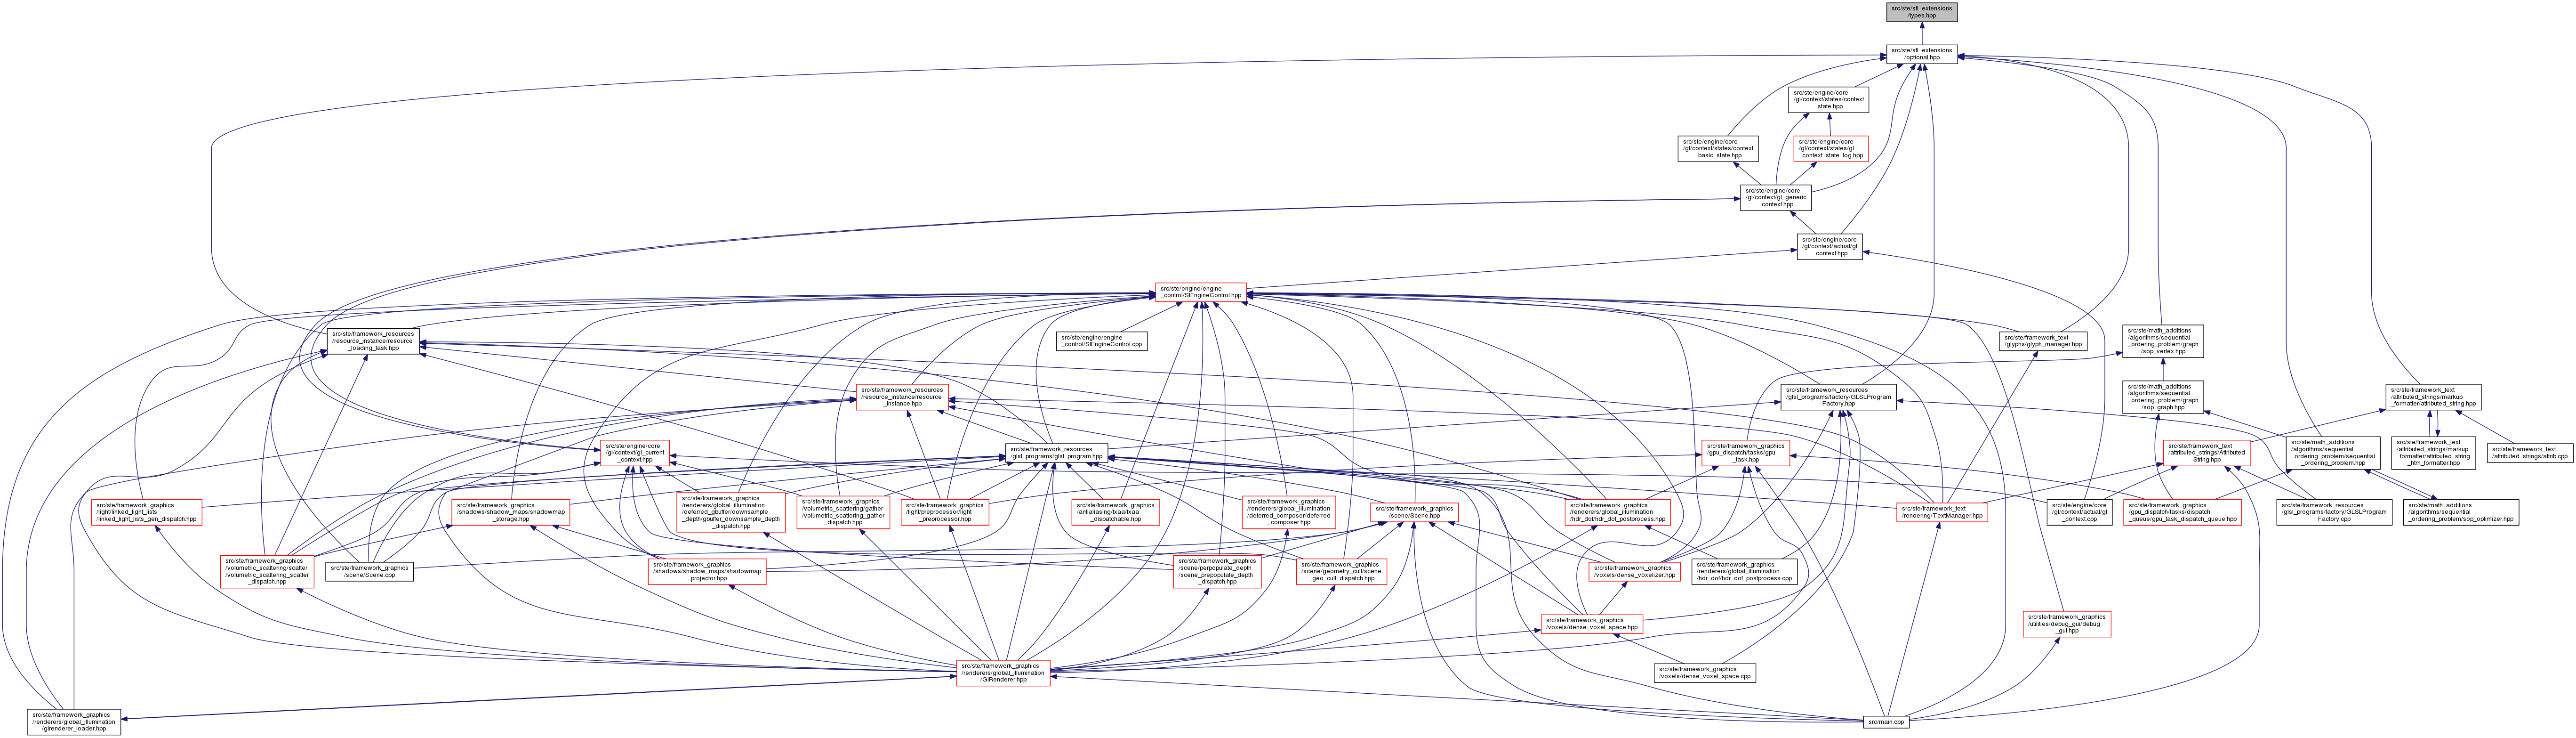 src/ste/stl_extensions
/types.hpp
src/ste/stl_extensions
/optional.hpp
src/ste/engine/core
/gl/context/states/context
_state.hpp
src/ste/engine/core
/gl/context/states/context
_basic_state.hpp
src/ste/engine/core
/gl/context/states/gl
_context_state_log.hpp
src/ste/engine/core
/gl/context/gl_generic
_context.hpp
src/ste/engine/core
/gl/context/actual/gl
_context.hpp
src/ste/engine/engine
_control/StEngineControl.hpp
src/ste/framework_resources
/resource_instance/resource
_loading_task.hpp
src/ste/engine/engine
_control/StEngineControl.cpp
src/ste/framework_text
/glyphs/glyph_manager.hpp
src/ste/math_additions
/algorithms/sequential
_ordering_problem/graph
/sop_vertex.hpp
src/ste/framework_resources
/resource_instance/resource
_instance.hpp
src/ste/framework_resources
/glsl_programs/factory/GLSLProgram
Factory.hpp
src/ste/math_additions
/algorithms/sequential
_ordering_problem/graph
/sop_graph.hpp
src/ste/framework_text
/attributed_strings/markup
_formatter/attributed_string.hpp
src/ste/engine/core
/gl/context/gl_current
_context.hpp
src/ste/framework_resources
/glsl_programs/glsl_program.hpp
src/ste/framework_graphics
/gpu_dispatch/tasks/gpu
_task.hpp
src/ste/framework_text
/attributed_strings/Attributed
String.hpp
src/ste/math_additions
/algorithms/sequential
_ordering_problem/sequential
_ordering_problem.hpp
src/ste/framework_text
/attributed_strings/markup
_formatter/attributed_string
_htm_formatter.hpp
src/ste/framework_text
/attributed_strings/attrib.cpp
src/ste/framework_graphics
/light/linked_light_lists
/linked_light_lists_gen_dispatch.hpp
src/ste/framework_graphics
/shadows/shadow_maps/shadowmap
_storage.hpp
src/ste/framework_graphics
/renderers/global_illumination
/deferred_gbuffer/downsample
_depth/gbuffer_downsample_depth
_dispatch.hpp
src/ste/framework_graphics
/volumetric_scattering/gather
/volumetric_scattering_gather
_dispatch.hpp
src/ste/framework_graphics
/light/preprocessor/light
_preprocessor.hpp
src/ste/framework_graphics
/antialiasing/fxaa/fxaa
_dispatchable.hpp
src/ste/framework_graphics
/renderers/global_illumination
/deferred_composer/deferred
_composer.hpp
src/ste/framework_graphics
/scene/Scene.hpp
src/ste/framework_graphics
/renderers/global_illumination
/hdr_dof/hdr_dof_postprocess.hpp
src/ste/framework_text
/rendering/TextManager.hpp
src/ste/engine/core
/gl/context/actual/gl
_context.cpp
src/ste/framework_graphics
/gpu_dispatch/tasks/dispatch
_queue/gpu_task_dispatch_queue.hpp
src/ste/framework_resources
/glsl_programs/factory/GLSLProgram
Factory.cpp
src/ste/math_additions
/algorithms/sequential
_ordering_problem/sop_optimizer.hpp
src/ste/framework_graphics
/volumetric_scattering/scatter
/volumetric_scattering_scatter
_dispatch.hpp
src/ste/framework_graphics
/scene/Scene.cpp
src/ste/framework_graphics
/shadows/shadow_maps/shadowmap
_projector.hpp
src/ste/framework_graphics
/scene/perpopulate_depth
/scene_prepopulate_depth
_dispatch.hpp
src/ste/framework_graphics
/scene/geometry_cull/scene
_geo_cull_dispatch.hpp
src/ste/framework_graphics
/voxels/dense_voxelizer.hpp
src/ste/framework_graphics
/renderers/global_illumination
/hdr_dof/hdr_dof_postprocess.cpp
src/ste/framework_graphics
/voxels/dense_voxel_space.hpp
src/ste/framework_graphics
/utilities/debug_gui/debug
_gui.hpp
src/ste/framework_graphics
/renderers/global_illumination
/GIRenderer.hpp
src/ste/framework_graphics
/voxels/dense_voxel_space.cpp
src/ste/framework_graphics
/renderers/global_illumination
/girenderer_loader.hpp
src/main.cpp